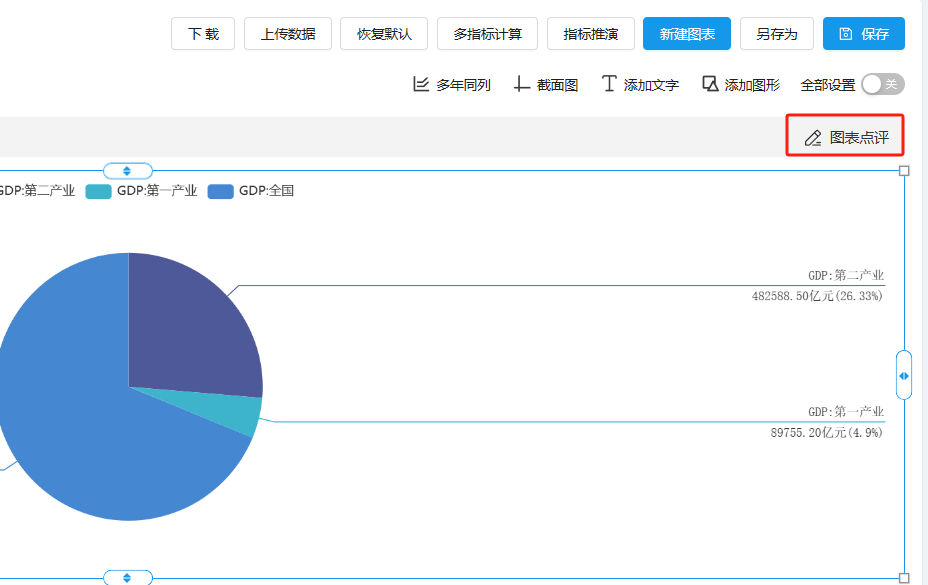 下载 上传数据 恢复默认 多指标计算 指标推演 新建图表 另存为 保存
多年同列 截面图 添加文字 添加图形 全部设置 关
图表点评
GDP:第二产业 GDP:第一产业 GDP:全国
GDP:第二产业
482588.50亿元(26.33%)
GDP:第一产业
89755.20亿元(4.9%)